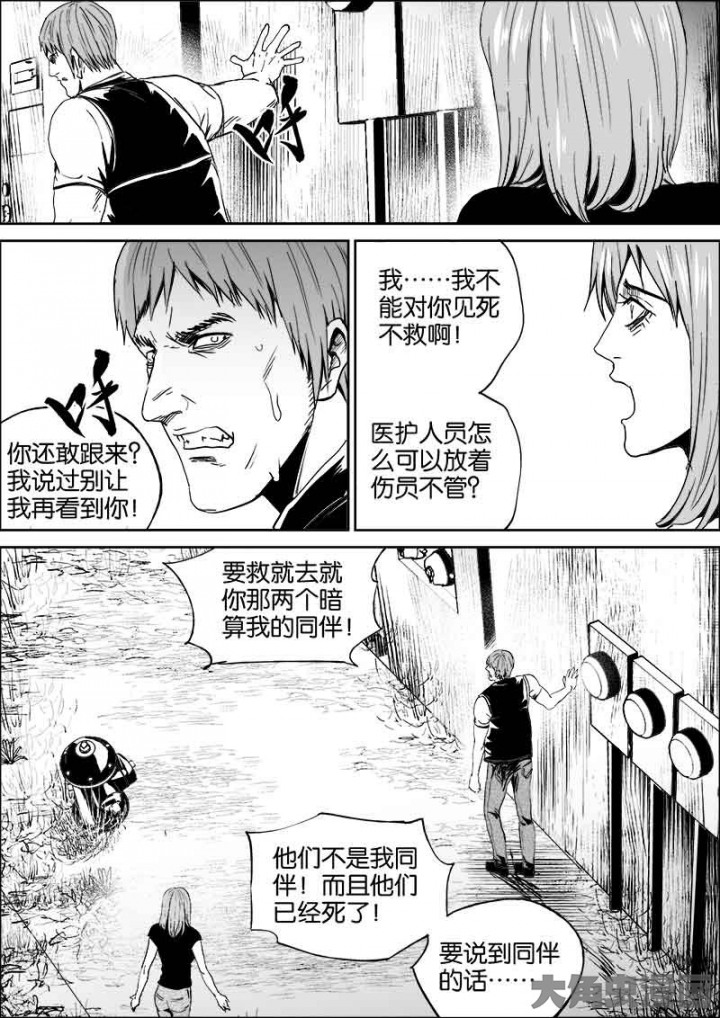 呀
我……我不
能对你见死
不救啊！
医护人员怎
么可以放着
伤员不管？
你还敢跟来？
我说过别让
我再看到你！
要救就去就
你那两个暗
算我的同伴！
他们不是我同
伴！而且他们
已经死了！
要说到同伴
的话……